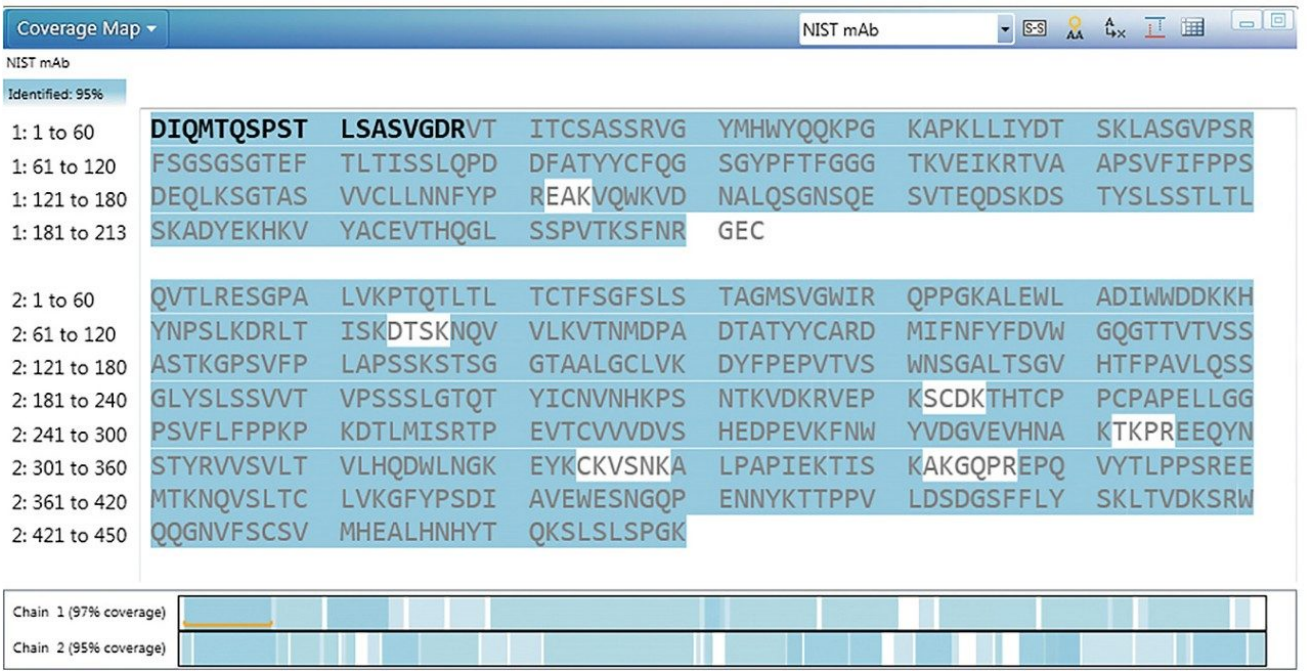 Coverage Map NIST mAb S-S AA A X
NIST mAb
Identified: 95%
1: 1 to 60 DIQMTQSPST LSASVGDRVT ITCSASSRVG YMHWYQQKPG KAPKLLIYDT SKLASGVPSR
1: 61 to 120 FSGSGSGTEF TLTISSLQPD DFATYYCFQG SGYPFTFGGG TKVEIKRTVA APSVFIFPPS
1: 121 to 180 DEQLKSGTAS VVCLLNNFYP REAKVQWKVD NALQSGNSQE SVTEQDSKDS TYSLSSTLTL
1: 181 to 213 SKADYEKHKV YACEVTHQGL SSPVTKSFNR GEC
2: 1 to 60 QVTLRESGPA LVKPTQTLTL TCTFSGFSLS TAGMSVGWIR QPPGKALEWL ADIWWDDKKH
2: 61 to 120 YNPSLKDRLT ISKDTSKNQV VLKVTNMDPA DTATYYCARD MIFNFYFDVW GQGTTVTVSS
2: 121 to 180 ASTKGPSVFP LAPSSKSTSG GTAALGCLVK DYFPEPVTVS WNSGALTSGV HTFPAVLQSS
2: 181 to 240 GLYSLSSVVT VPSSSLGTQT YICNVNHKPS NTKVDKRVEP KSCDKTHTCP PCPAPELLGG
2: 241 to 300 PSVFLFPPKP KDTLMISRTP EVTCVVVDVS HEDPEVKFNW YVDGVEVHNA KTKPREEQYN
2: 301 to 360 STYRVVSVLT VLHQDWLNGK EYKCKVSNKA LPAPIEKTIS KAKGQPREPQ VYTLPPSREE
2: 361 to 420 MTKNQVSLTC LVKGFYPSDI AVEWESNGQP ENNYKTTPPV LDSDGSFFLY SKLTVDKSRW
2: 421 to 450 QQGNVFSCSV MHEALHNHYT QKSLSLSPGK
Chain 1 (97% coverage)
Chain 2 (95% coverage)